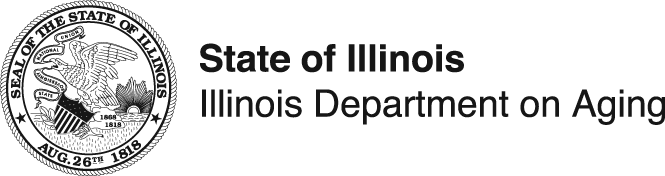 SEAL OF THE STATE OF ILLINOIS
NATIONAL
UNION
STATE
1868
1818
AUG. 26TH 1818
State of Illinois
Illinois Department on Aging